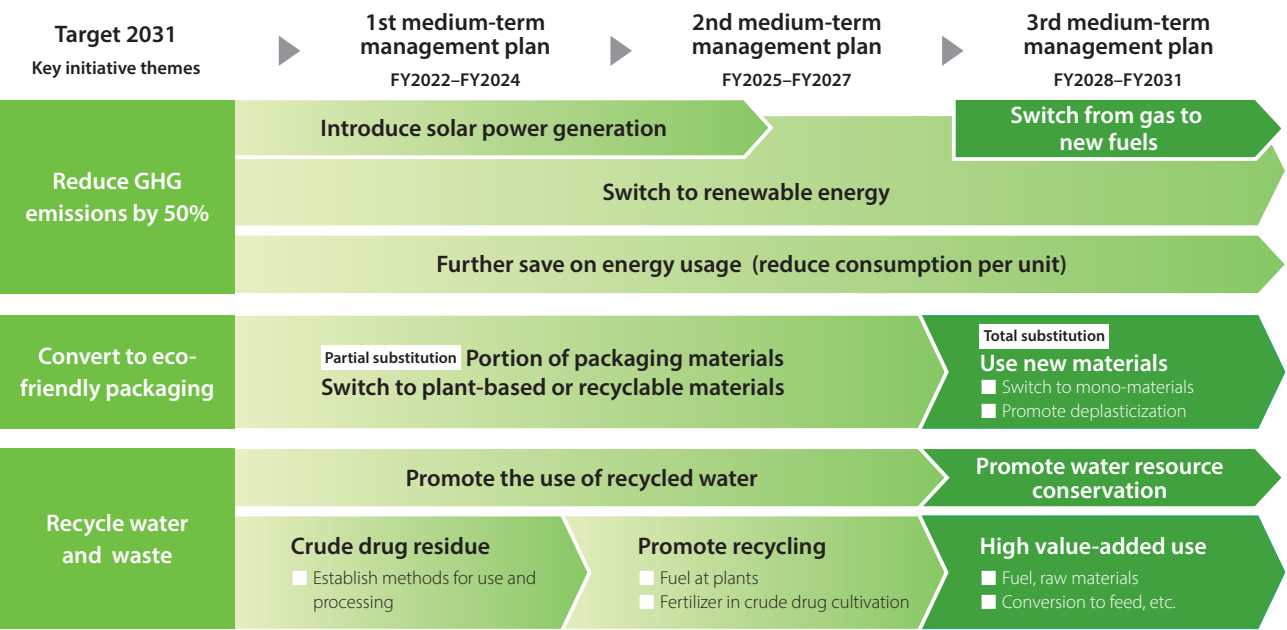 Target 2031
Key initiative themes
1st medium-term
management plan
FY2022–FY2024
2nd medium-term
management plan
FY2025–FY2027
3rd medium-term
management plan
FY2028–FY2031
Reduce GHG
emissions by 50%
Introduce solar power generation
Switch from gas to
new fuels
Switch to renewable energy
Further save on energy usage (reduce consumption per unit)
Convert to eco-
friendly packaging
Partial substitution Portion of packaging materials
Switch to plant-based or recyclable materials
Total substitution
Use new materials
Switch to mono-materials
Promote deplasticization
Recycle water
and waste
Promote the use of recycled water
Promote water resource
conservation
Crude drug residue
Establish methods for use and
processing
Promote recycling
Fuel at plants
Fertilizer in crude drug cultivation
High value-added use
Fuel, raw materials
Conversion to feed, etc.